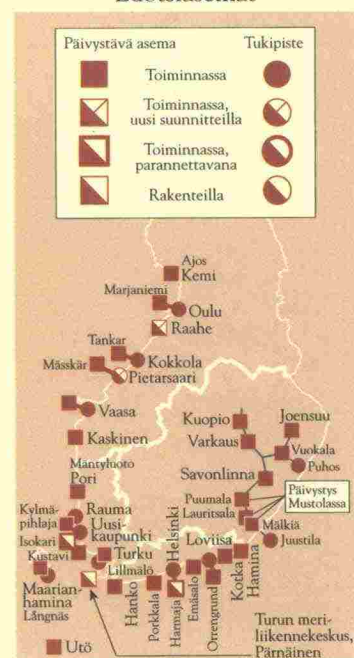 Päivystävä asema
Tukipiste
Toiminnassa
Toiminnassa,
uusi suunnitteilla
Toiminnassa,
parannettavana
Rakenteilla
Ajos
Kemi
Marjaniemi
Oulu
Raahe
Tankar
Kokkola
Mässkär
Pietarsaari
Vaasa
Kaskinen
Kuopio
Joensuu
Varkaus
Vuokala
Puhos
Savonlinna
Mäntyluoto
Pori
Puumala
Lauritsala
Päivystys
Mustolassa
Mälkiä
Juustila
Kylmä-
pihlaja
Rauma
Uusi-
kaupunki
Isokari
Kustavi
Turku
Lillmälö
Helsinki
Loviisa
Kotka
Hamina
Maarian-
hamina
Långnäs
Hanko
Porkkala
Harmaja
Emäsalo
Orrengrund
Utö
Turun meri-
liikennekeskus,
Pärnäinen